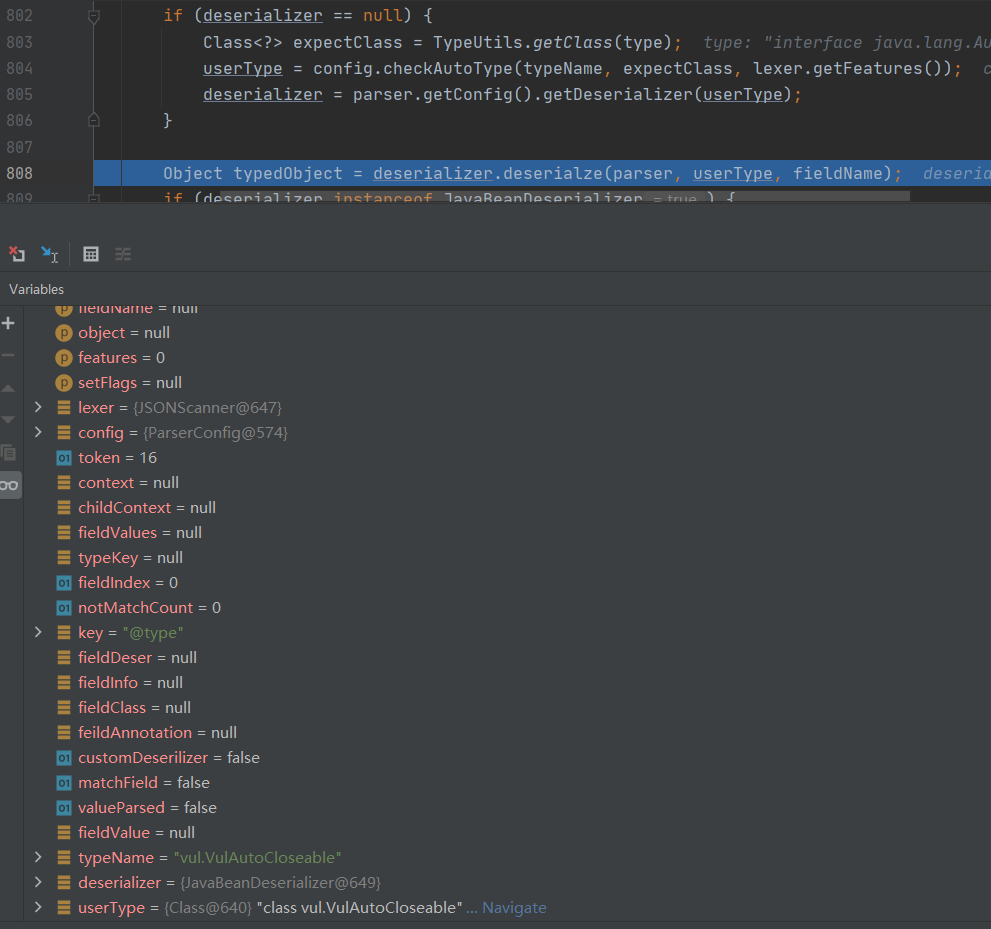 802 if (deserializer == null) {
803 Class<?> expectClass = TypeUtils.getClass(type); type: "interface java.lang.Au
804 userType = config.checkAutoType(typeName, expectClass, lexer.getFeatures()); c
805 deserializer = parser.getConfig().getDeserializer(userType);
806 }
807
808 Object typedObject = deserializer.deserialze(parser, userType, fieldName); deseria
809 if (deserializer instanceof JavaBeanDeserializer = true ) {
Variables
fieldName = null
object = null
features = 0
setFlags = null
lexer = {JSONScanner@647}
config = {ParserConfig@574}
token = 16
context = null
childContext = null
fieldValues = null
typeKey = null
fieldIndex = 0
notMatchCount = 0
key = "@type"
fieldDeser = null
fieldInfo = null
fieldClass = null
feildAnnotation = null
customDeserilizer = false
matchField = false
valueParsed = false
fieldValue = null
typeName = "vul.VulAutoCloseable"
deserializer = {JavaBeanDeserializer@649}
userType = {Class@640} "class vul.VulAutoCloseable" ... Navigate